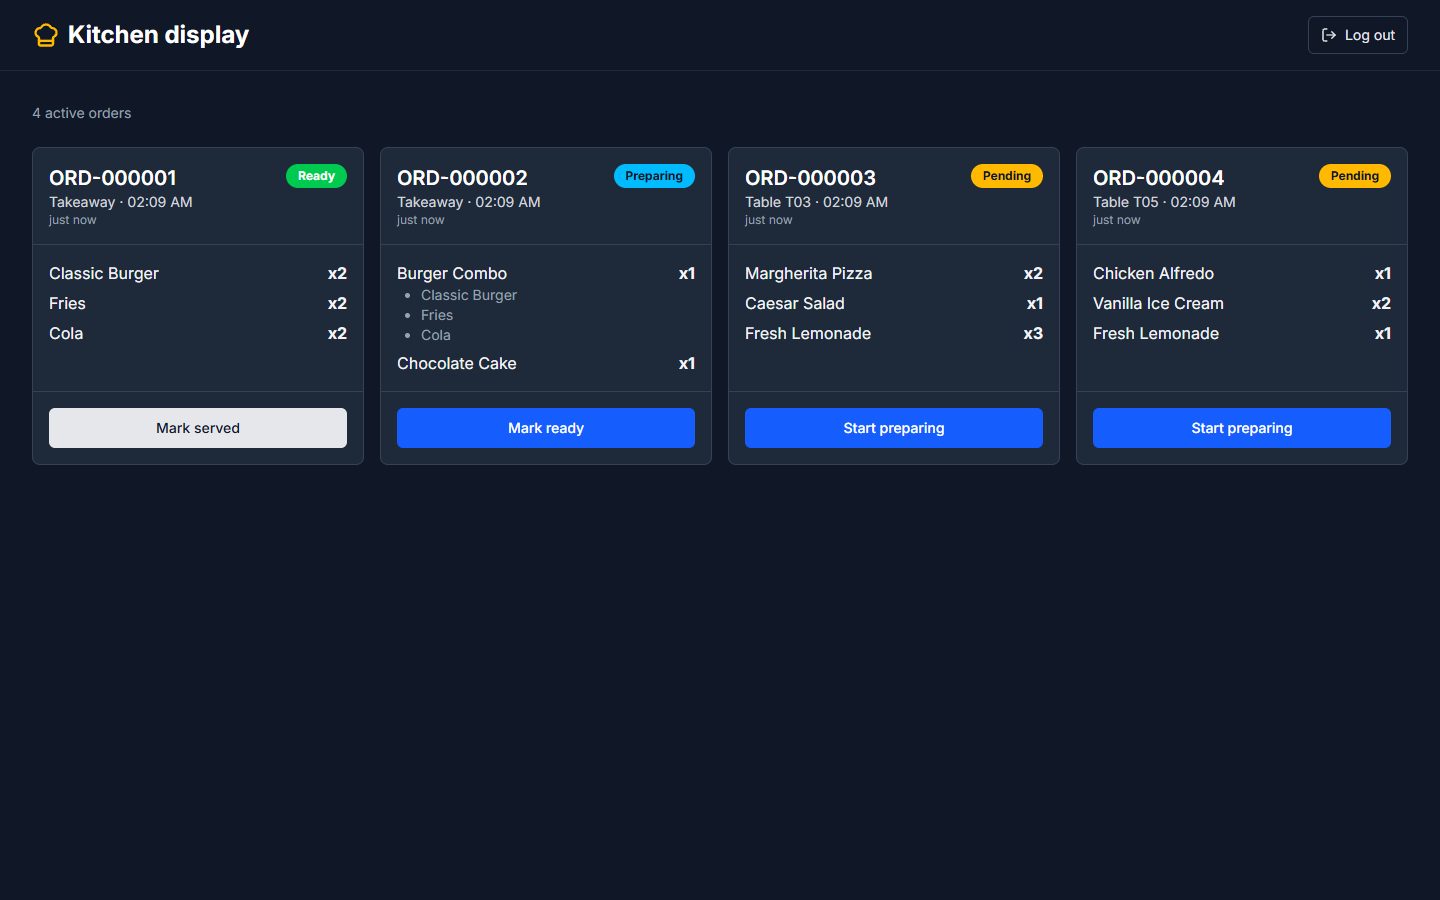 Kitchen display
Log out
4 active orders
ORD-000001
Ready
Takeaway · 02:09 AM
just now
Classic Burger x2
Fries x2
Cola x2
Mark served
ORD-000002
Preparing
Takeaway · 02:09 AM
just now
Burger Combo x1
• Classic Burger
• Fries
• Cola
Chocolate Cake x1
Mark ready
ORD-000003
Pending
Table T03 · 02:09 AM
just now
Margherita Pizza x2
Caesar Salad x1
Fresh Lemonade x3
Start preparing
ORD-000004
Pending
Table T05 · 02:09 AM
just now
Chicken Alfredo x1
Vanilla Ice Cream x2
Fresh Lemonade x1
Start preparing